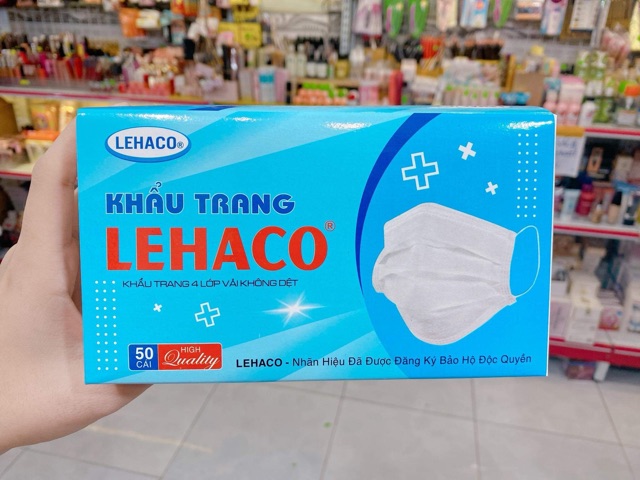 LEHACO®
KHẨU TRANG
LEHACO®
KHẨU TRANG 4 LỚP VẢI KHÔNG DỆT
50
CÁI
HIGH
Quality
LEHACO - Nhãn Hiệu Đã Được Đăng Ký Bảo Hộ Độc Quyền